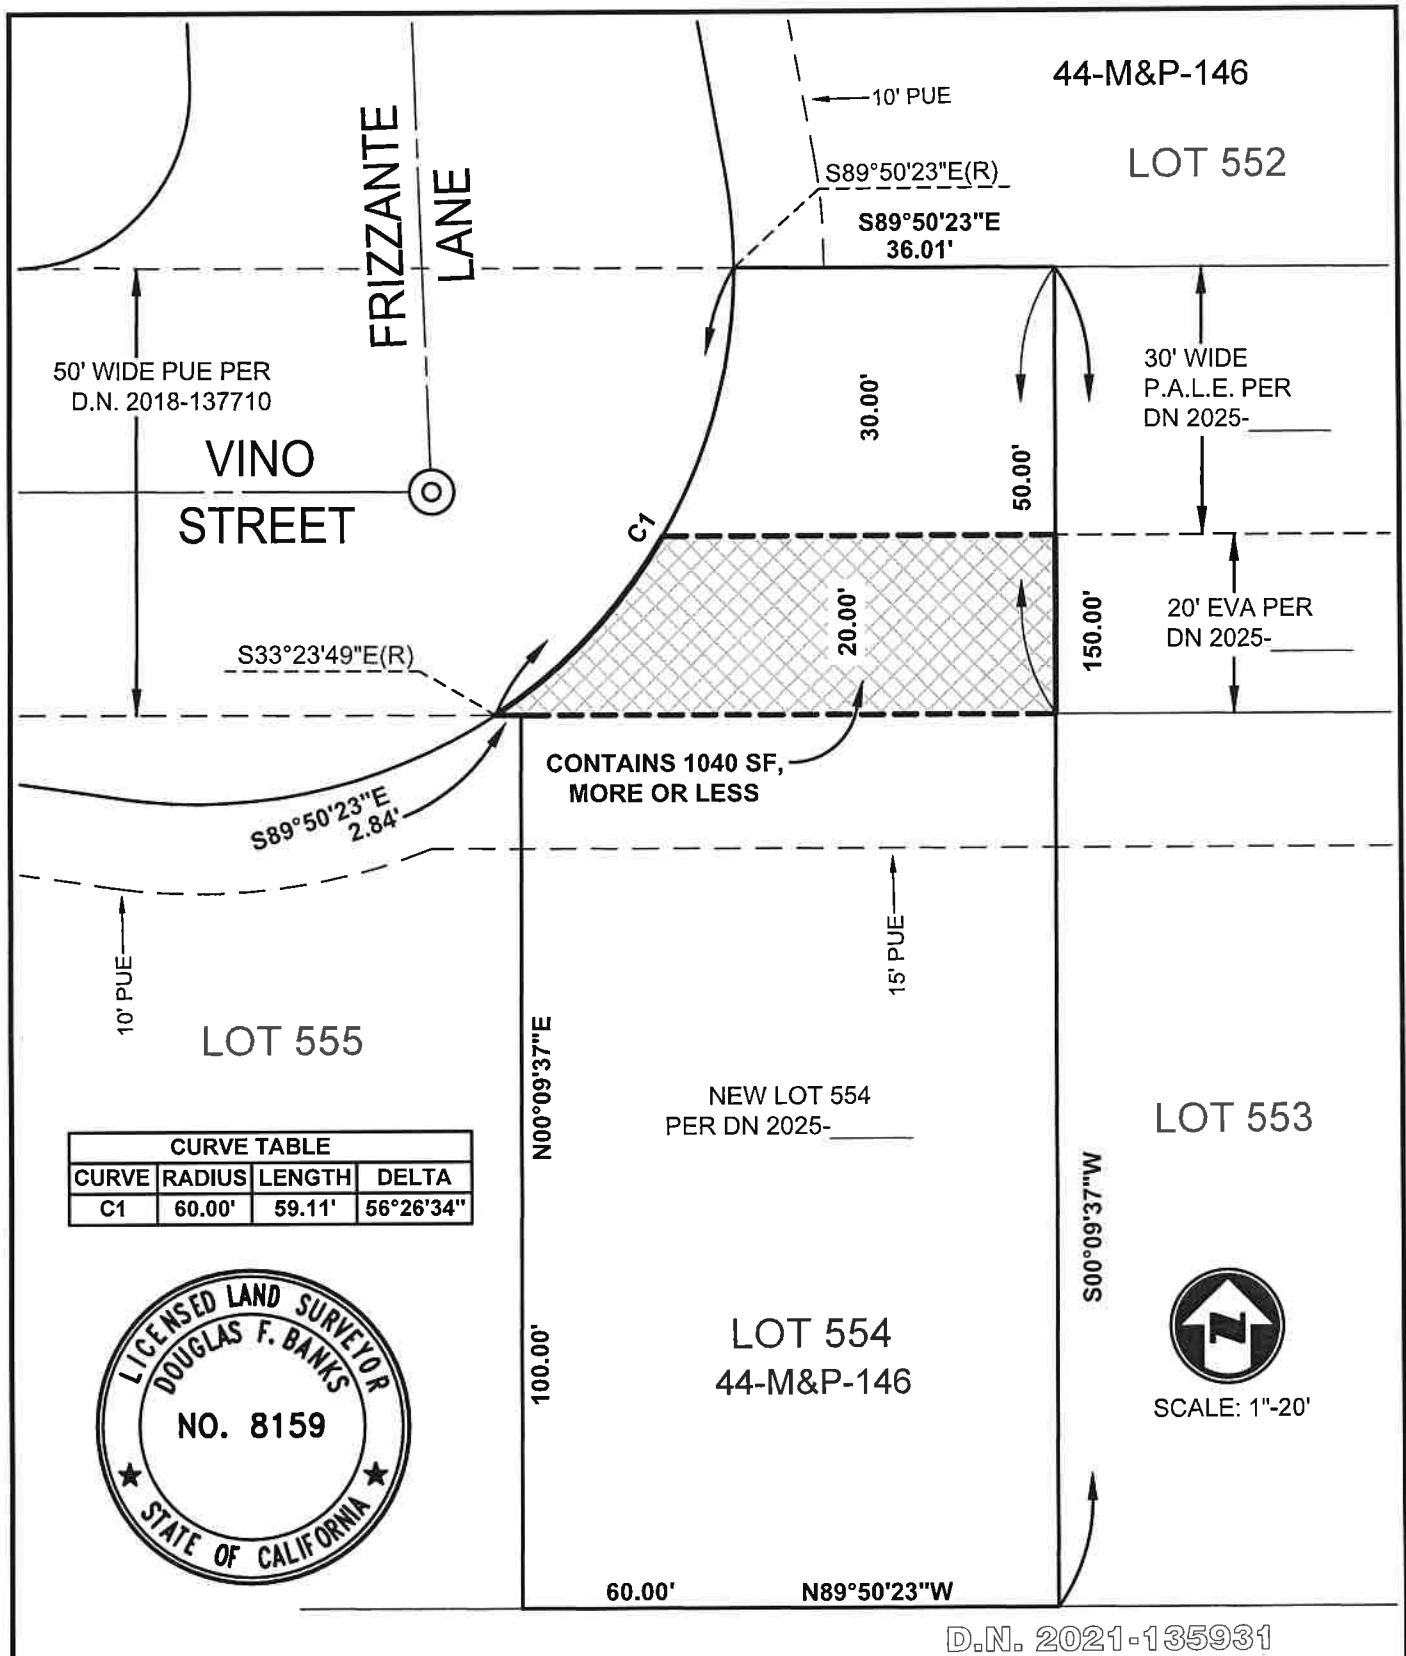 44-M&P-146
10' PUE
LOT 552
FRIZZANTE
LANE
S89°50'23"E(R)
S89°50'23"E
36.01'
50' WIDE PUE PER
D.N. 2018-137710
30' WIDE
P.A.L.E. PER
DN 2025-______
30.00'
VINO
STREET
50.00'
C1
20.00'
150.00'
20' EVA PER
DN 2025-______
S33°23'49"E(R)
CONTAINS 1040 SF,
MORE OR LESS
S89°50'23"E
2.84'
10' PUE
15' PUE
LOT 555
N00°09'37"E
NEW LOT 554
PER DN 2025-______
LOT 553
CURVE TABLE
CURVE RADIUS LENGTH DELTA
C1 60.00' 59.11' 56°26'34"
S00°09'37"W
LICENSED LAND SURVEYOR
DOUGLAS F. BANKS
NO. 8159
STATE OF CALIFORNIA
100.00'
LOT 554
44-M&P-146
N
SCALE: 1"-20'
60.00' N89°50'23"W
D.N. 2021-135931